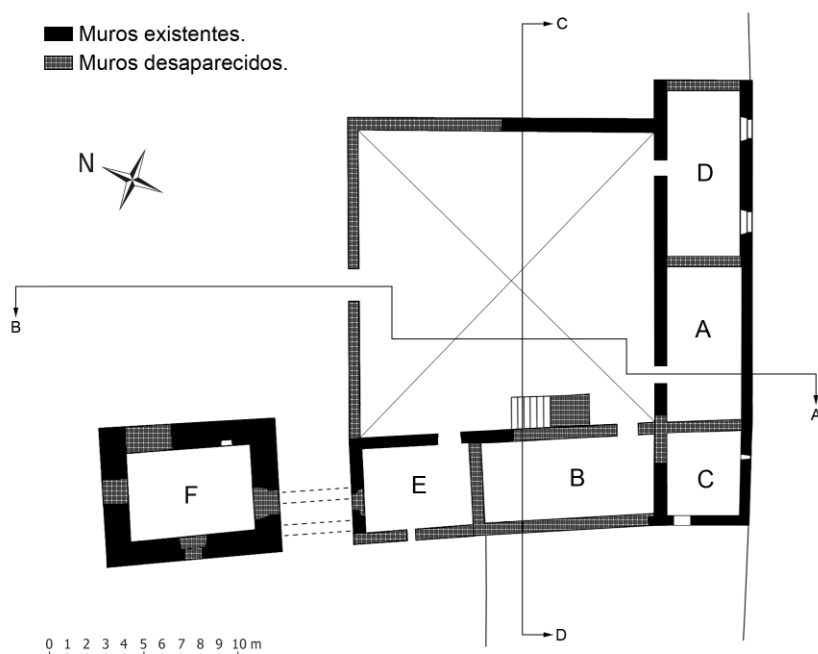 Muros existentes.
Muros desaparecidos.
C
N
D
A
B
A
F
E
B
C
D
0 1 2 3 4 5 6 7 8 9 10 m